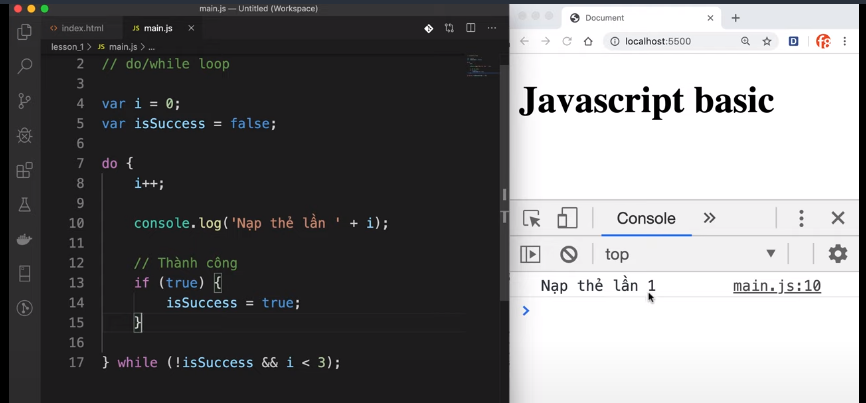 main.js — Untitled (Workspace)
index.html
JS main.js
lesson_1 > JS main.js > ...
2 // do/while loop
3
4 var i = 0;
5 var isSuccess = false;
6
7 do {
8 i++;
9
10 console.log('Nạp thẻ lần ' + i);
11
12 // Thành công
13 if (true) {
14 isSuccess = true;
15 }
16
17 } while (!isSuccess && i < 3);
Document
localhost:5500
Javascript basic
Console
top
Nạp thẻ lần 1 main.js:10